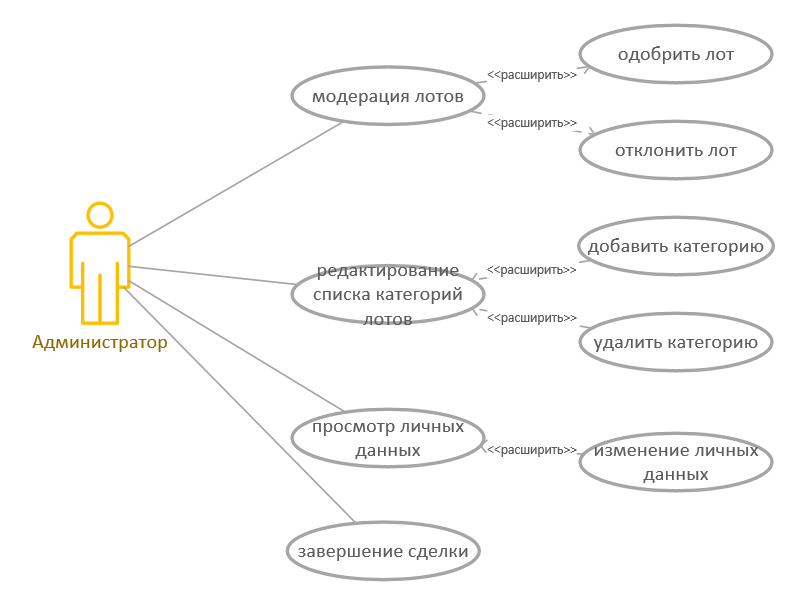 одобрить лот
<<расширить>>
модерация лотов
<<расширить>>
отклонить лот
добавить категорию
редактирование
<<расширить>>
списка категорий
лотов
<<расширить>>
удалить категорию
Администратор
просмотр личных
данных
<<расширить>>
изменение личных
данных
завершение сделки